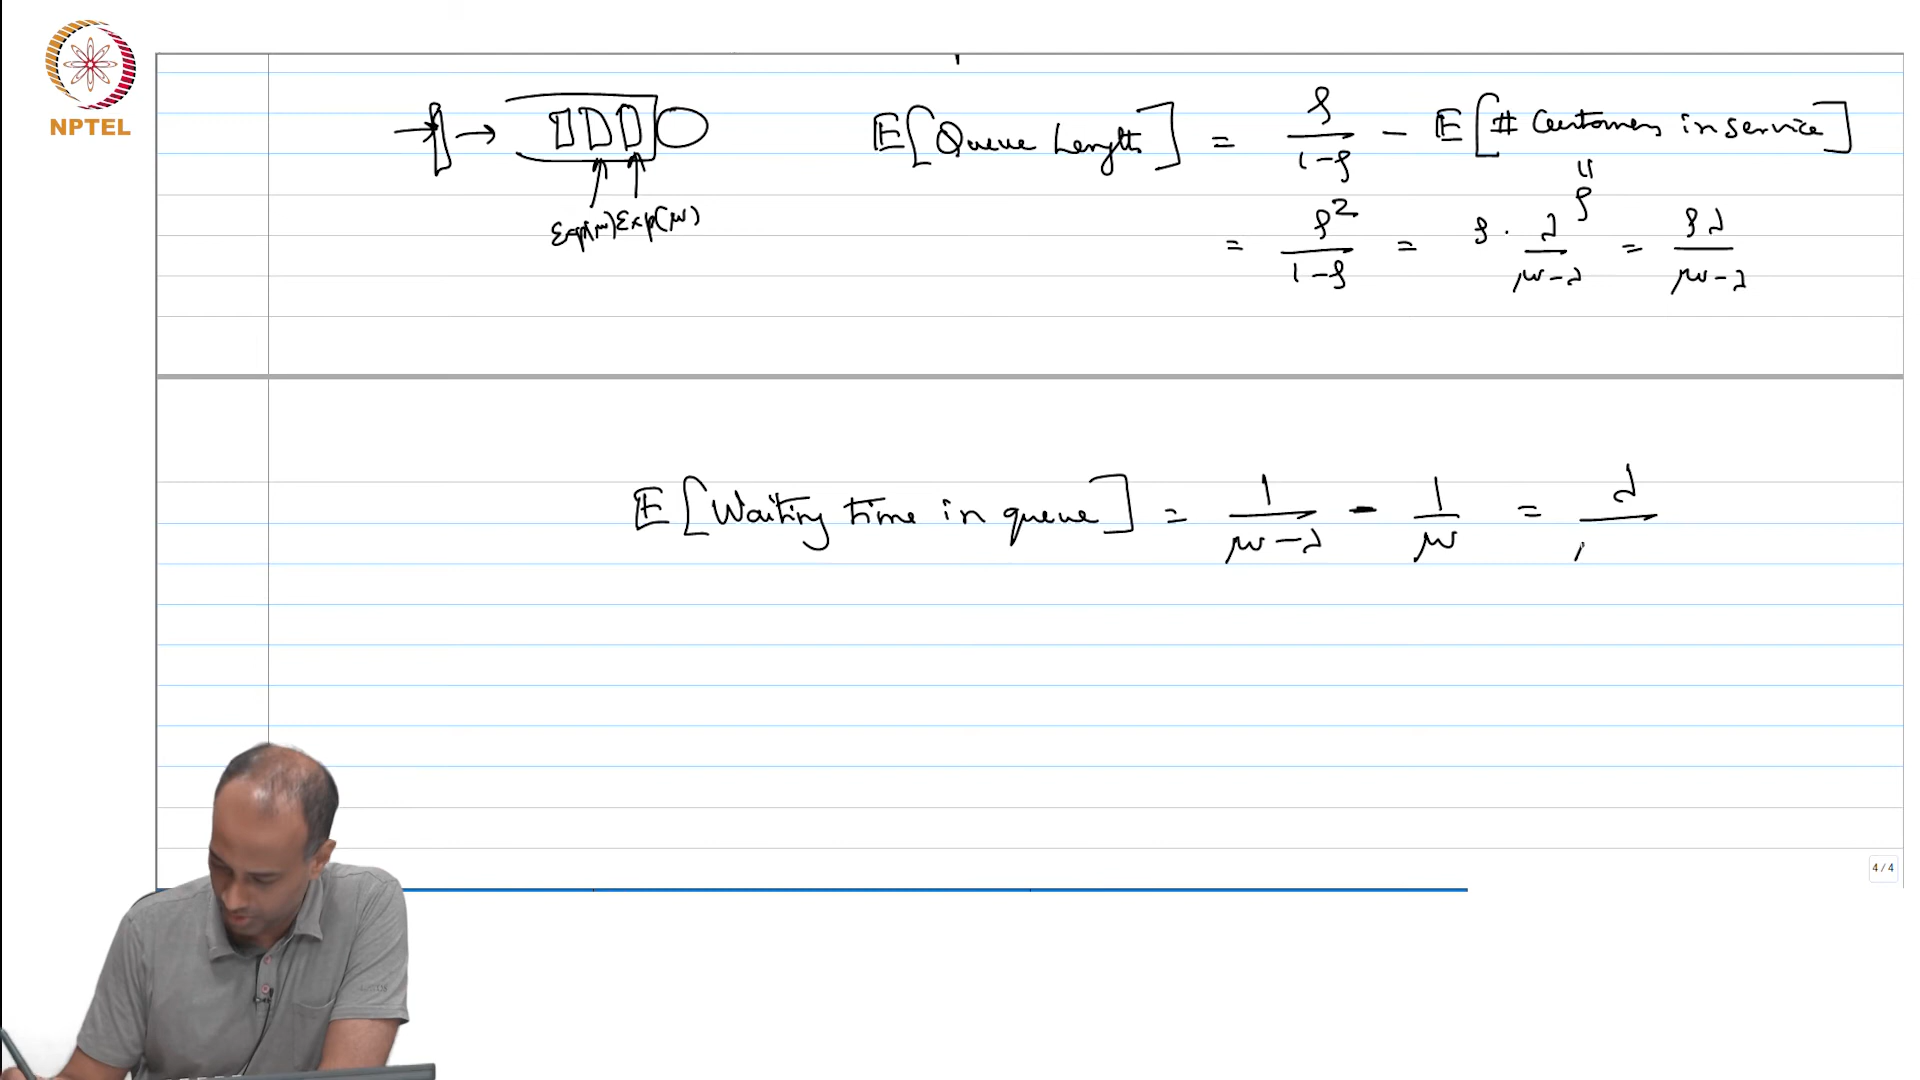 NPTEL
E[Queue Length] = ρ/(1-ρ) - E[# Customers in service]
Exp(μ) Exp(μ)
॥
ρ
= ρ²/(1-ρ) = ρ · λ/(μ-λ) = ρλ/(μ-λ)
E[Waiting time in queue] = 1/(μ-λ) - 1/μ = λ/
4 / 4